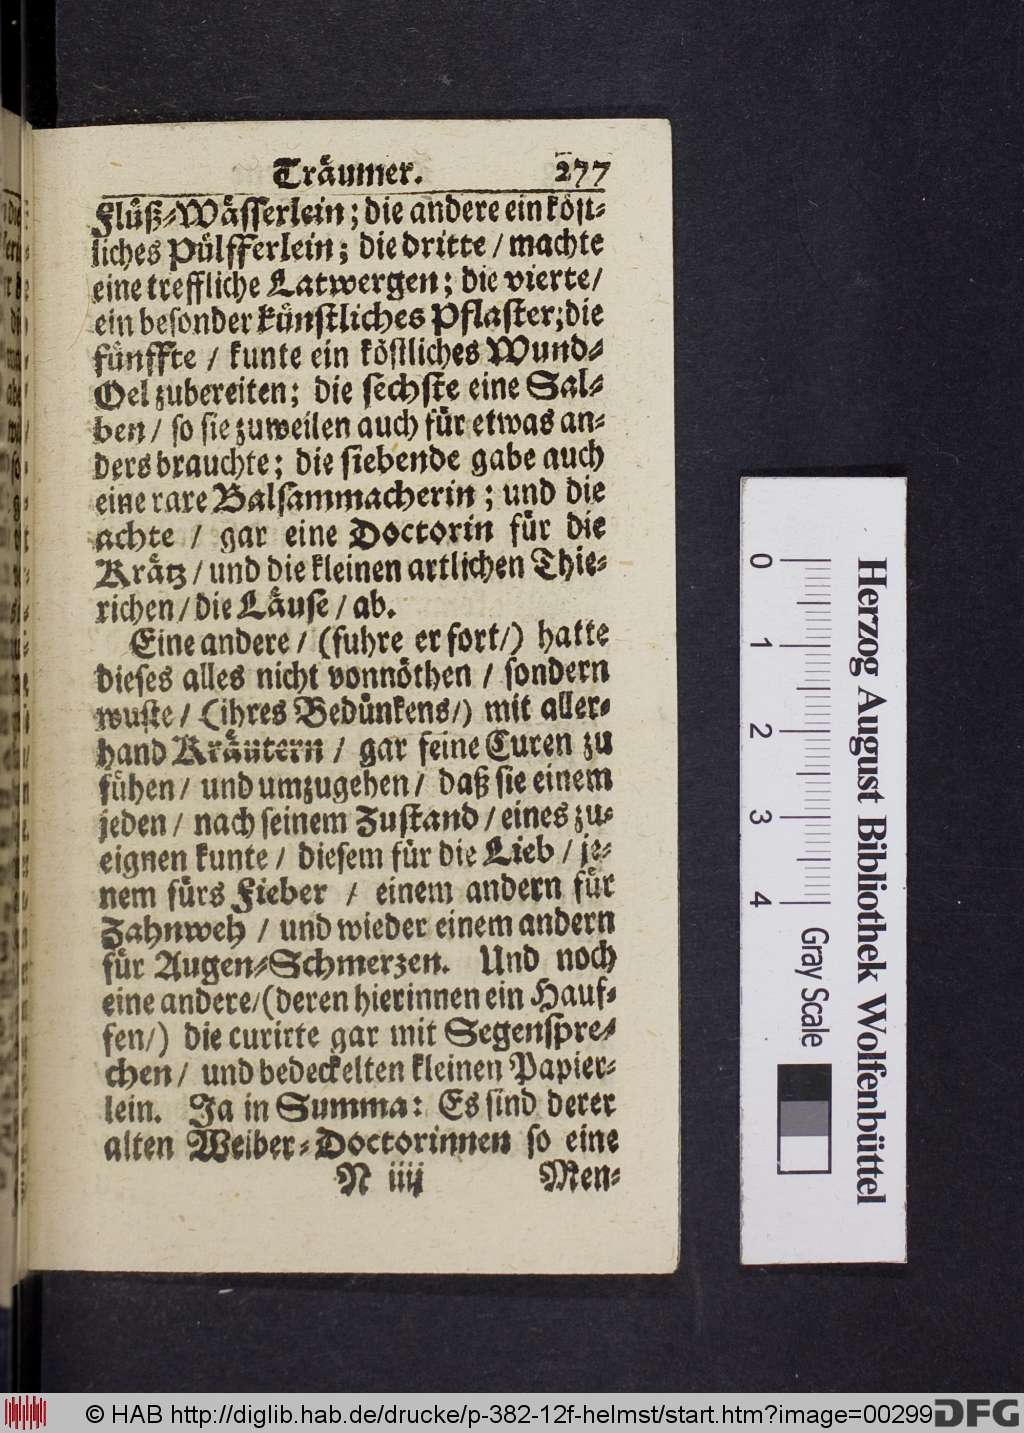 Träumer. 277
Flüß-Wässerlein; die andere ein köst-
liches Pülfferlein; die dritte / machte
eine treffliche Latwergen; die vierte /
ein besonder künstliches Pflaster; die
fünffte / kunte ein köstliches Wund-
Oel zubereiten; die sechste eine Sal-
ben / so sie zuweilen auch für etwas an-
ders brauchte; die siebende gabe auch
eine rare Balsammacherin; und die
achte / gar eine Doctorin für die
Krätz / und die kleinen artlichen Thie-
richen / die Läuse / ab.
Eine andere / (fuhre er fort /) hatte
dieses alles nicht vonnöthen / sondern
wuste / (ihres Bedünkens /) mit aller-
hand Kräutern / gar feine Curen zu
fühen / und umzugehen / daß sie einem
jeden / nach seinem Zustand / eines zu-
eignen kunte / diesem für die Lieb / je-
nem fürs Fieber / einem andern für
Zahnweh / und wieder einem andern
für Augen-Schmerzen. Und noch
eine andere / (deren hierinnen ein Hauf-
fen /) die curirte gar mit Segenspre-
chen / und bedeckelten kleinen Papier-
lein. Ja in Summa: Es sind derer
alten Weiber-Doctorinnen so eine
N iiij Men-
0 1 2 3 4
Gray Scale
Herzog August Bibliothek Wolfenbüttel
© HAB http://diglib.hab.de/drucke/p-382-12f-helmst/start.htm?image=00299
DFG